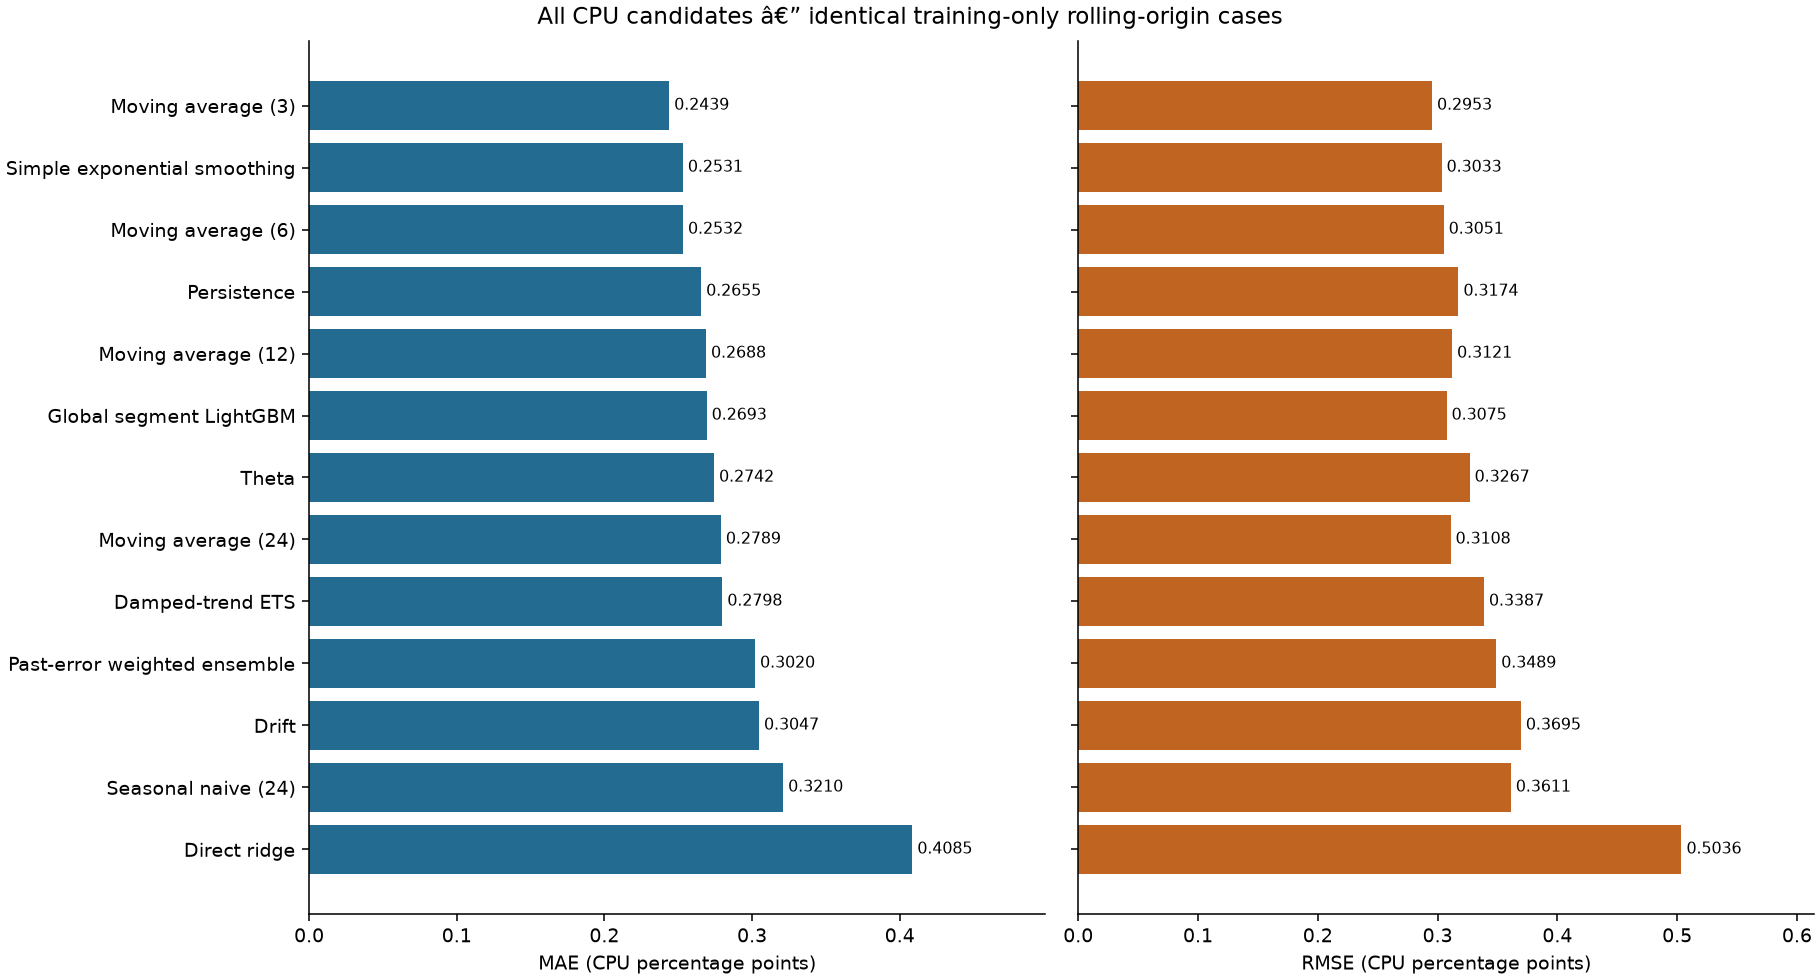 All CPU candidates â€” identical training-only rolling-origin cases
Moving average (3)
0.2439
0.2953
Simple exponential smoothing
0.2531
0.3033
Moving average (6)
0.2532
0.3051
Persistence
0.2655
0.3174
Moving average (12)
0.2688
0.3121
Global segment LightGBM
0.2693
0.3075
Theta
0.2742
0.3267
Moving average (24)
0.2789
0.3108
Damped-trend ETS
0.2798
0.3387
Past-error weighted ensemble
0.3020
0.3489
Drift
0.3047
0.3695
Seasonal naive (24)
0.3210
0.3611
Direct ridge
0.4085
0.5036
0.0 0.1 0.2 0.3 0.4
0.0 0.1 0.2 0.3 0.4 0.5 0.6
MAE (CPU percentage points)
RMSE (CPU percentage points)